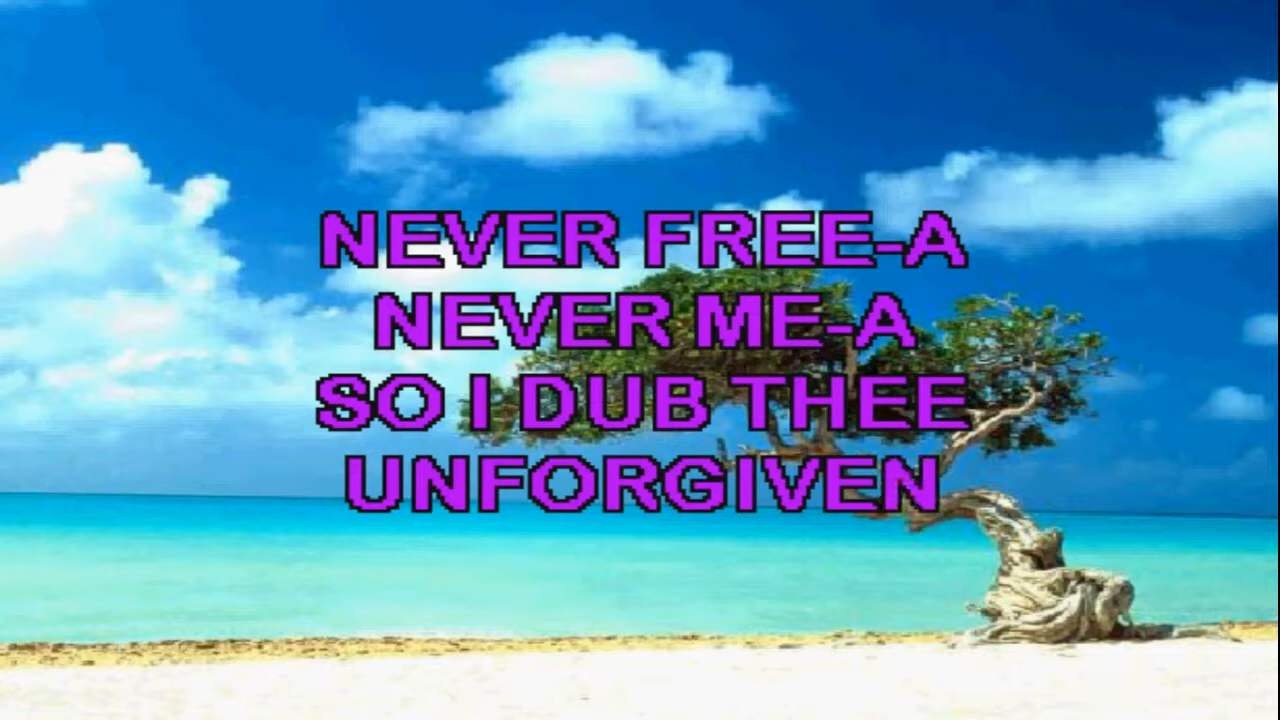 NEVER FREE-A
NEVER ME-A
SO I DUB THEE
UNFORGIVEN